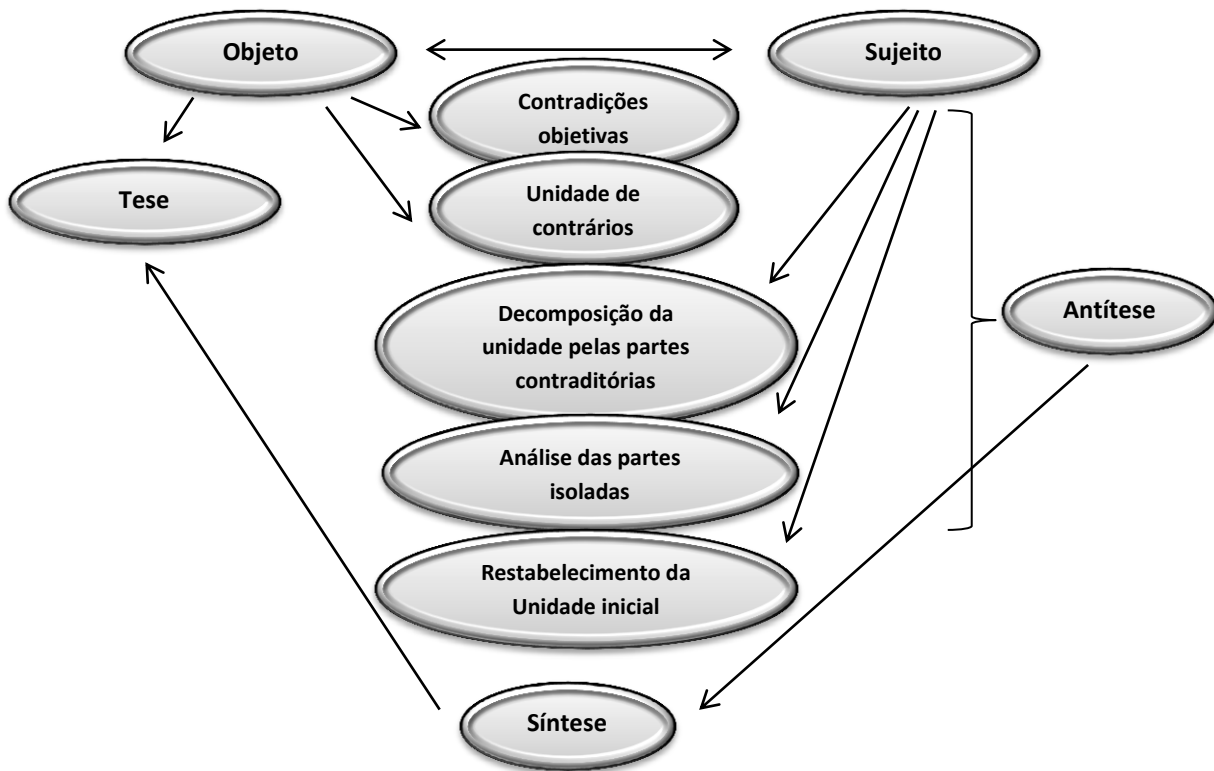 Objeto
Sujeito
Contradições
objetivas
Tese
Unidade de
contrários
Decomposição da
unidade pelas partes
contraditórias
Antítese
Análise das partes
isoladas
Restabelecimento da
Unidade inicial
Síntese